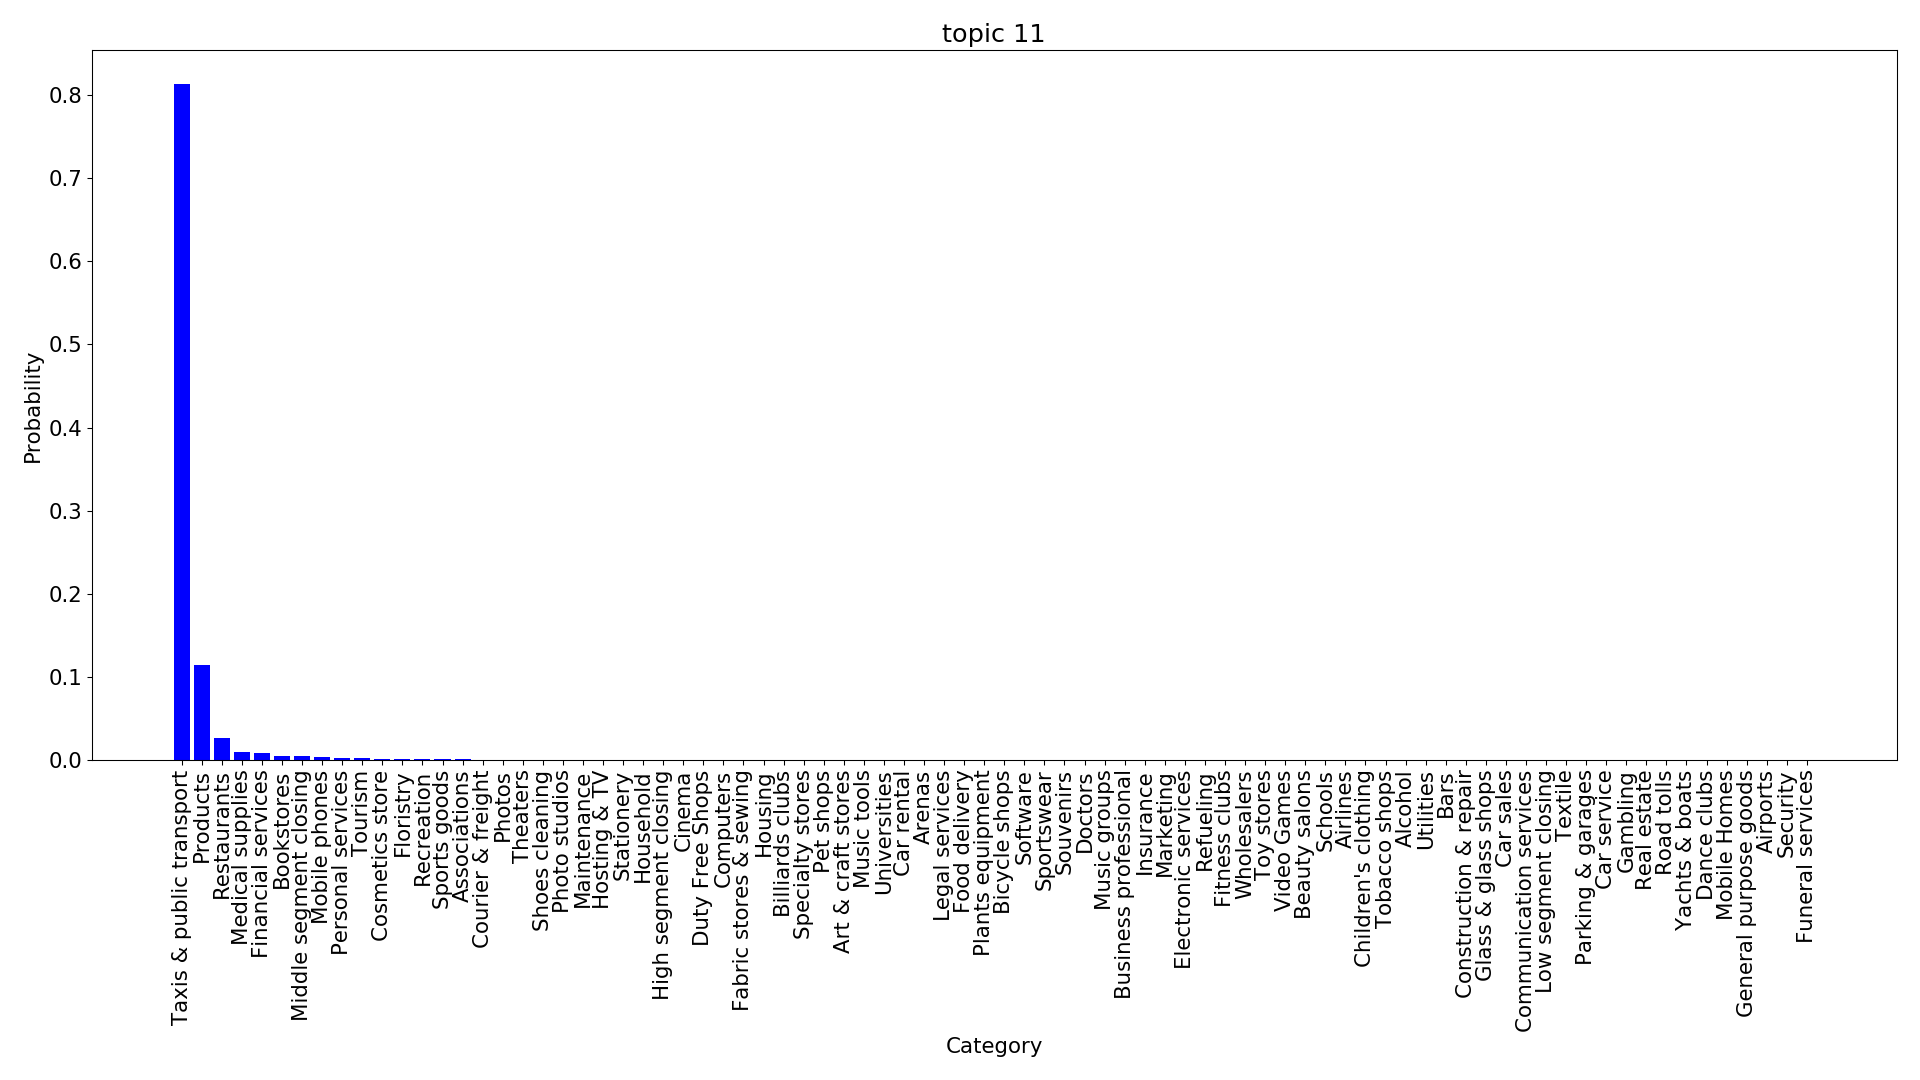 topic 11
Probability
0.8
0.7
0.6
0.5
0.4
0.3
0.2
0.1
0.0
Taxis & public transport
Products
Restaurants
Medical supplies
Financial services
Bookstores
Middle segment closing
Mobile phones
Personal services
Tourism
Cosmetics store
Floristry
Recreation
Sports goods
Associations
Courier & freight
Photos
Theaters
Shoes cleaning
Photo studios
Maintenance
Hosting & TV
Stationery
Household
High segment closing
Cinema
Duty Free Shops
Computers
Fabric stores & sewing
Housing
Billiards clubs
Specialty stores
Pet shops
Art & craft stores
Music tools
Universities
Car rental
Arenas
Legal services
Food delivery
Plants equipment
Bicycle shops
Software
Sportswear
Souvenirs
Doctors
Music groups
Business professional
Insurance
Marketing
Electronic services
Refueling
Fitness clubs
Wholesalers
Toy stores
Video Games
Beauty salons
Schools
Airlines
Children's clothing
Tobacco shops
Alcohol
Utilities
Bars
Construction & repair
Glass & glass shops
Car sales
Communication services
Low segment closing
Textile
Parking & garages
Car service
Gambling
Real estate
Road tolls
Yachts & boats
Dance clubs
Mobile Homes
General purpose goods
Airports
Security
Funeral services
Category